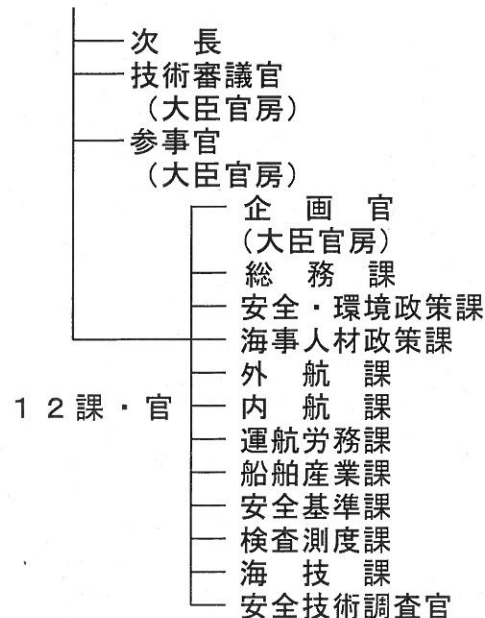 次　長
技術審議官
（大臣官房）
参事官
（大臣官房）
企　画　官
（大臣官房）
総　務　課
安全・環境政策課
海事人材政策課
外　航　課
１２課・官
内　航　課
運航労務課
船舶産業課
安全基準課
検査測度課
海　技　課
安全技術調査官